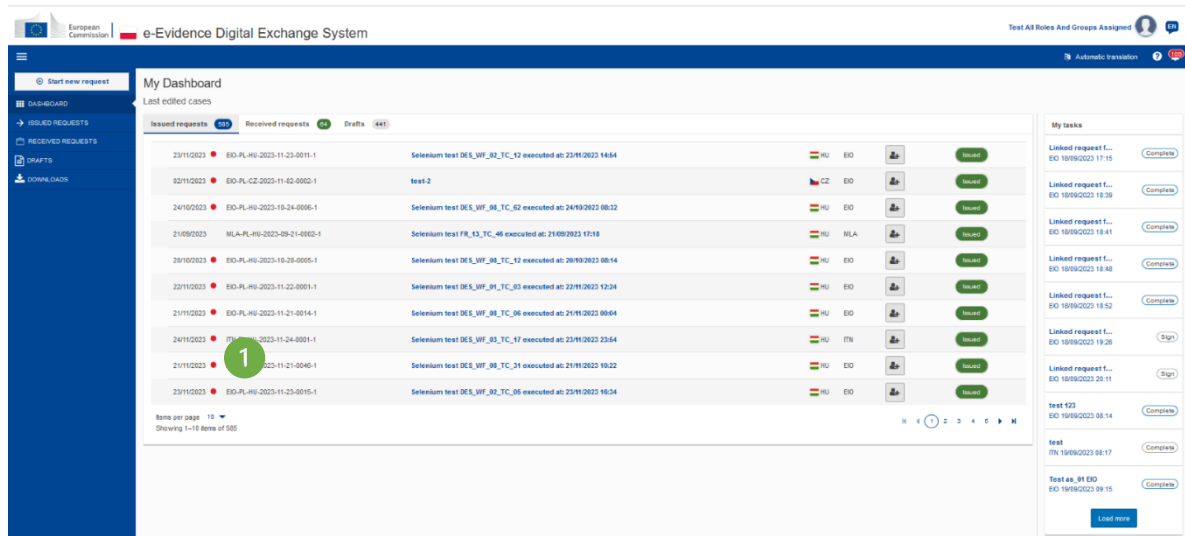 European
Commission
e-Evidence Digital Exchange System
Test All Roles And Groups Assigned
EN
Automatic translation
Start new request
DASHBOARD
ISSUED REQUESTS
RECEIVED REQUESTS
DRAFTS
DOWNLOADS
My Dashboard
Last edited cases
Issued requests 585 Received requests 64 Drafts 441
23/11/2023 EIO-PL-HU-2023-11-23-0011-1 Selenium test DES_WF_02_TC_12 executed at: 23/11/2023 14:54 HU EIO Issued
02/11/2023 EIO-PL-CZ-2023-11-02-0002-1 test-2 CZ EIO Issued
24/10/2023 EIO-PL-HU-2023-10-24-0006-1 Selenium test DES_WF_08_TC_62 executed at: 24/10/2023 08:32 HU EIO Issued
21/09/2023 MLA-PL-HU-2023-09-21-0002-1 Selenium test FR_13_TC_46 executed at: 21/09/2023 17:18 HU MLA Issued
20/10/2023 EIO-PL-HU-2023-10-20-0005-1 Selenium test DES_WF_08_TC_12 executed at: 20/10/2023 08:14 HU EIO Issued
22/11/2023 EIO-PL-HU-2023-11-22-0001-1 Selenium test DES_WF_01_TC_03 executed at: 22/11/2023 12:24 HU EIO Issued
21/11/2023 EIO-PL-HU-2023-11-21-0014-1 Selenium test DES_WF_08_TC_06 executed at: 21/11/2023 00:04 HU EIO Issued
24/11/2023 2023-11-24-0001-1 Selenium test DES_WF_03_TC_17 executed at: 23/11/2023 23:54 HU ITN Issued
21/11/2023 1 023-11-21-0040-1 Selenium test DES_WF_08_TC_31 executed at: 21/11/2023 10:22 HU EIO Issued
23/11/2023 EIO-PL-HU-2023-11-23-0015-1 Selenium test DES_WF_02_TC_05 executed at: 23/11/2023 16:34 HU EIO Issued
Items per page 10
Showing 1–10 items of 585
1 2 3 4 5
My tasks
Linked request f...
EIO 18/09/2023 17:15 Complete
Linked request f...
EIO 18/09/2023 18:39 Complete
Linked request f...
EIO 18/09/2023 18:41 Complete
Linked request f...
EIO 18/09/2023 18:48 Complete
Linked request f...
EIO 18/09/2023 18:52 Complete
Linked request f...
EIO 18/09/2023 19:26 Sign
Linked request f...
EIO 18/09/2023 20:11 Sign
test 123
EIO 19/09/2023 08:14 Complete
test
ITN 19/09/2023 08:17 Complete
Test as_01 EIO
EIO 19/09/2023 09:15 Complete
Load more